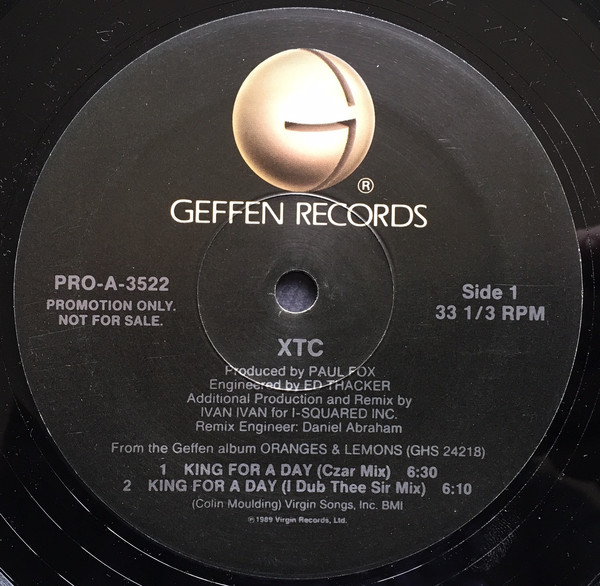 ®
GEFFEN RECORDS
PRO-A-3522
PROMOTION ONLY.
NOT FOR SALE.
Side 1
33 1/3 RPM
XTC
Produced by PAUL FOX
Engineered by ED THACKER
Additional Production and Remix by
IVAN IVAN for I-SQUARED INC.
Remix Engineer: Daniel Abraham
From the Geffen album ORANGES & LEMONS (GHS 24218)
1 KING FOR A DAY (Czar Mix) 6:30
2 KING FOR A DAY (I Dub Thee Sir Mix) 6:10
(Colin Moulding) Virgin Songs, Inc. BMI
℗ 1989 Virgin Records, Ltd.